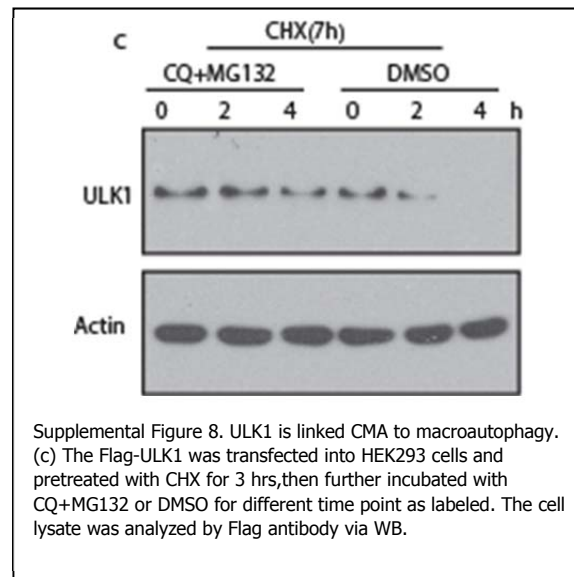 c
CHX(7h)
CQ+MG132 DMSO
0 2 4 0 2 4 h
ULK1
Actin
Supplemental Figure 8. ULK1 is linked CMA to macroautophagy.
(c) The Flag-ULK1 was transfected into HEK293 cells and
pretreated with CHX for 3 hrs,then further incubated with
CQ+MG132 or DMSO for different time point as labeled. The cell
lysate was analyzed by Flag antibody via WB.